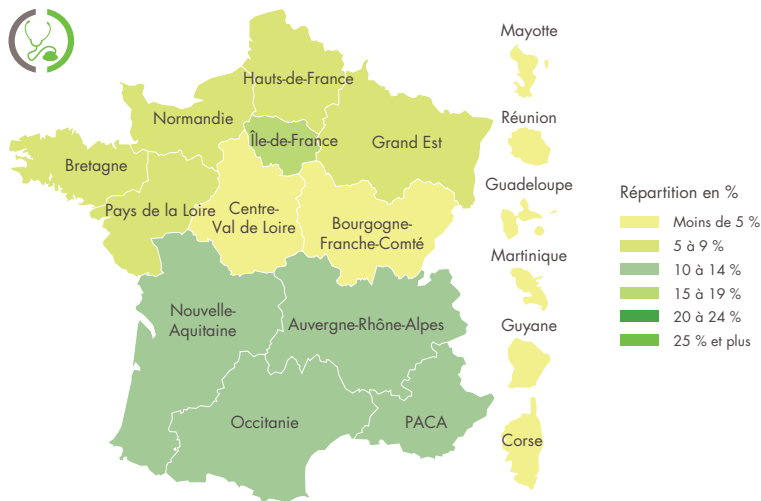 Mayotte
Hauts-de-France
Normandie
Réunion
Île-de-France
Grand Est
Bretagne
Guadeloupe
Répartition en %
Pays de la Loire
Centre-
Val de Loire
Bourgogne-
Franche-Comté
Moins de 5 %
5 à 9 %
Martinique
10 à 14 %
15 à 19 %
Nouvelle-
Aquitaine
Auvergne-Rhône-Alpes
Guyane
20 à 24 %
25 % et plus
Occitanie
PACA
Corse